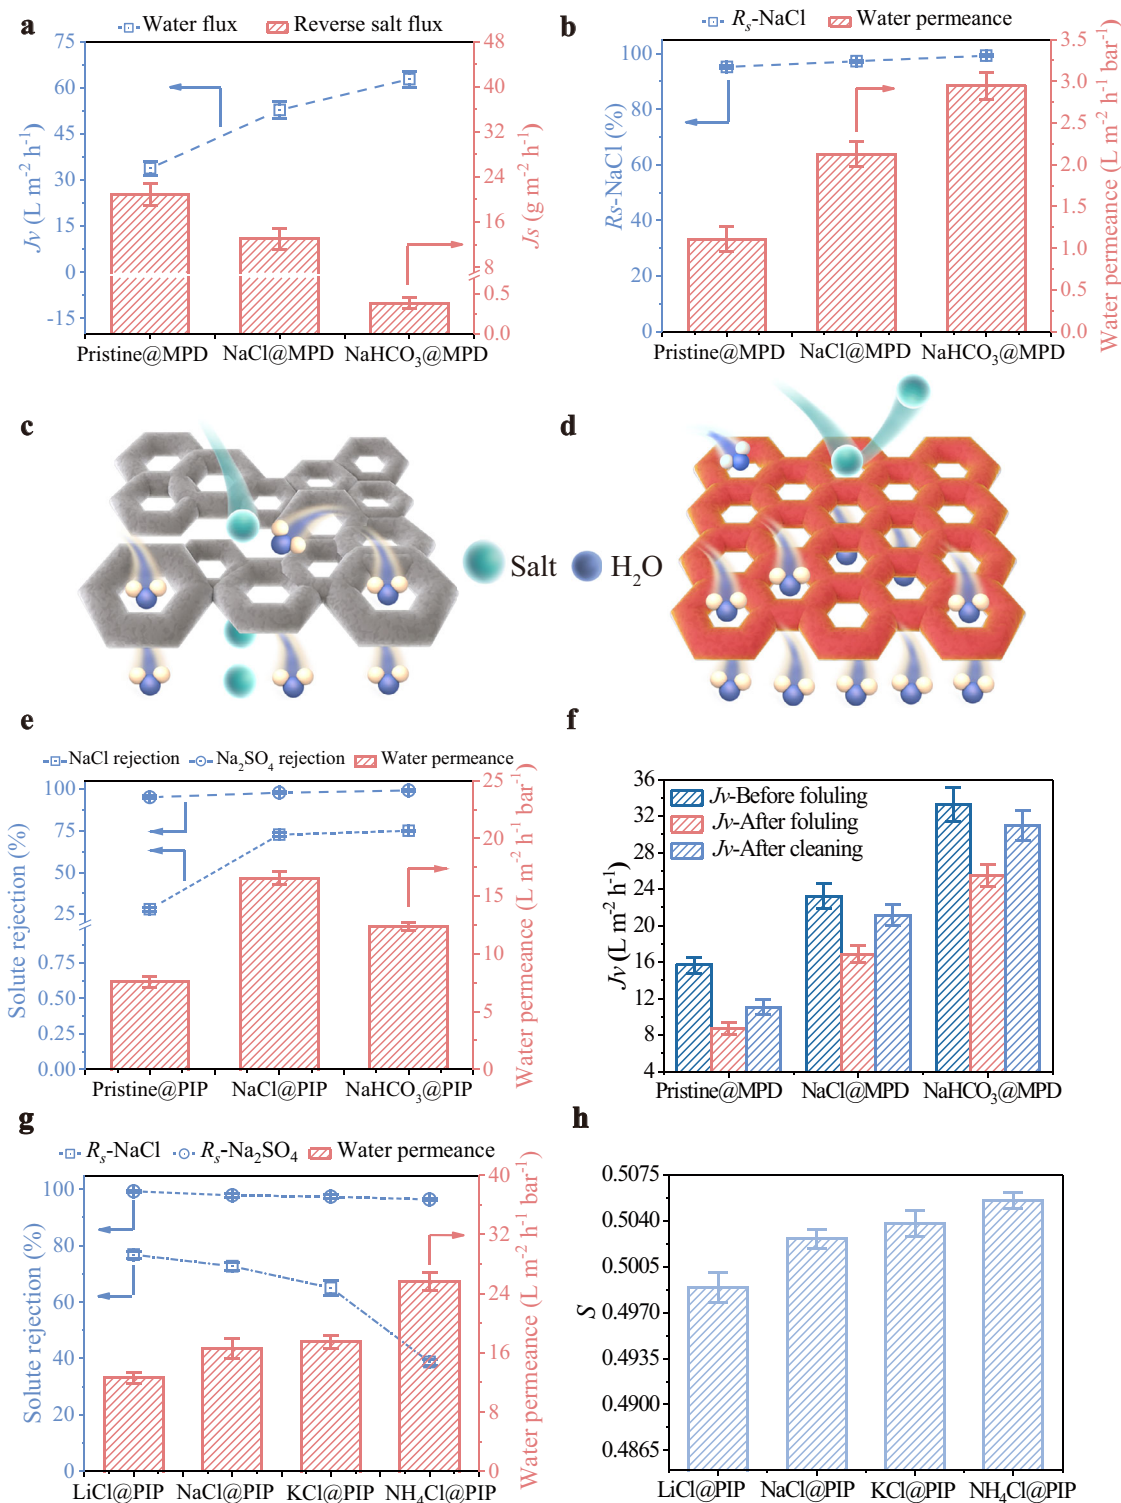 a
Water flux
Reverse salt flux
75
60
45
30
15
0
-15
Jv (L m⁻² h⁻¹)
48
40
32
24
16
8
0.5
0.0
Js (g m⁻² h⁻¹)
Pristine@MPD
NaCl@MPD
NaHCO₃@MPD
b
Rₛ-NaCl
Water permeance
100
80
60
40
20
0
Rs-NaCl (%)
3.5
3.0
2.5
2.0
1.5
1.0
0.5
0.0
Water permeance (L m⁻² h⁻¹ bar⁻¹)
Pristine@MPD
NaCl@MPD
NaHCO₃@MPD
c
d
Salt
H₂O
e
NaCl rejection
Na₂SO₄ rejection
Water permeance
100
75
50
25
0.75
0.50
0.25
0.00
Solute rejection (%)
25
20
15
10
5
0
Water permeance (L m⁻² h⁻¹ bar⁻¹)
Pristine@PIP
NaCl@PIP
NaHCO₃@PIP
f
Jv-Before foluling
Jv-After foluling
Jv-After cleaning
36
32
28
24
20
16
12
8
4
Jv (L m⁻² h⁻¹)
Pristine@MPD
NaCl@MPD
NaHCO₃@MPD
g
Rₛ-NaCl
Rₛ-Na₂SO₄
Water permeance
100
80
60
40
20
0
Solute rejection (%)
40
32
24
16
8
0
Water permeance (L m⁻² h⁻¹ bar⁻¹)
LiCl@PIP
NaCl@PIP
KCl@PIP
NH₄Cl@PIP
h
0.5075
0.5040
0.5005
0.4970
0.4935
0.4900
0.4865
S
LiCl@PIP
NaCl@PIP
KCl@PIP
NH₄Cl@PIP